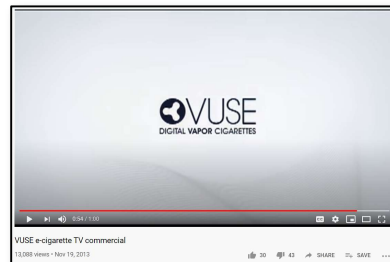 VUSE
DIGITAL VAPOR CIGARETTES
0:54 / 1:00
VUSE e-cigarette TV commercial
13,088 views • Nov 19, 2013
30 43 SHARE SAVE ...